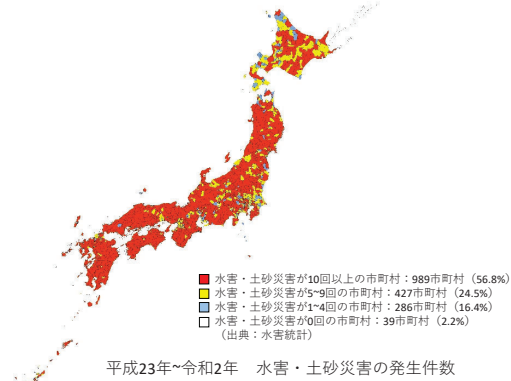 水害・土砂災害が10回以上の市町村：989市町村（56.8%）
水害・土砂災害が5~9回の市町村：427市町村（24.5%）
水害・土砂災害が1~4回の市町村：286市町村（16.4%）
水害・土砂災害が0回の市町村：39市町村（2.2%）
（出典：水害統計）
平成23年~令和2年　水害・土砂災害の発生件数